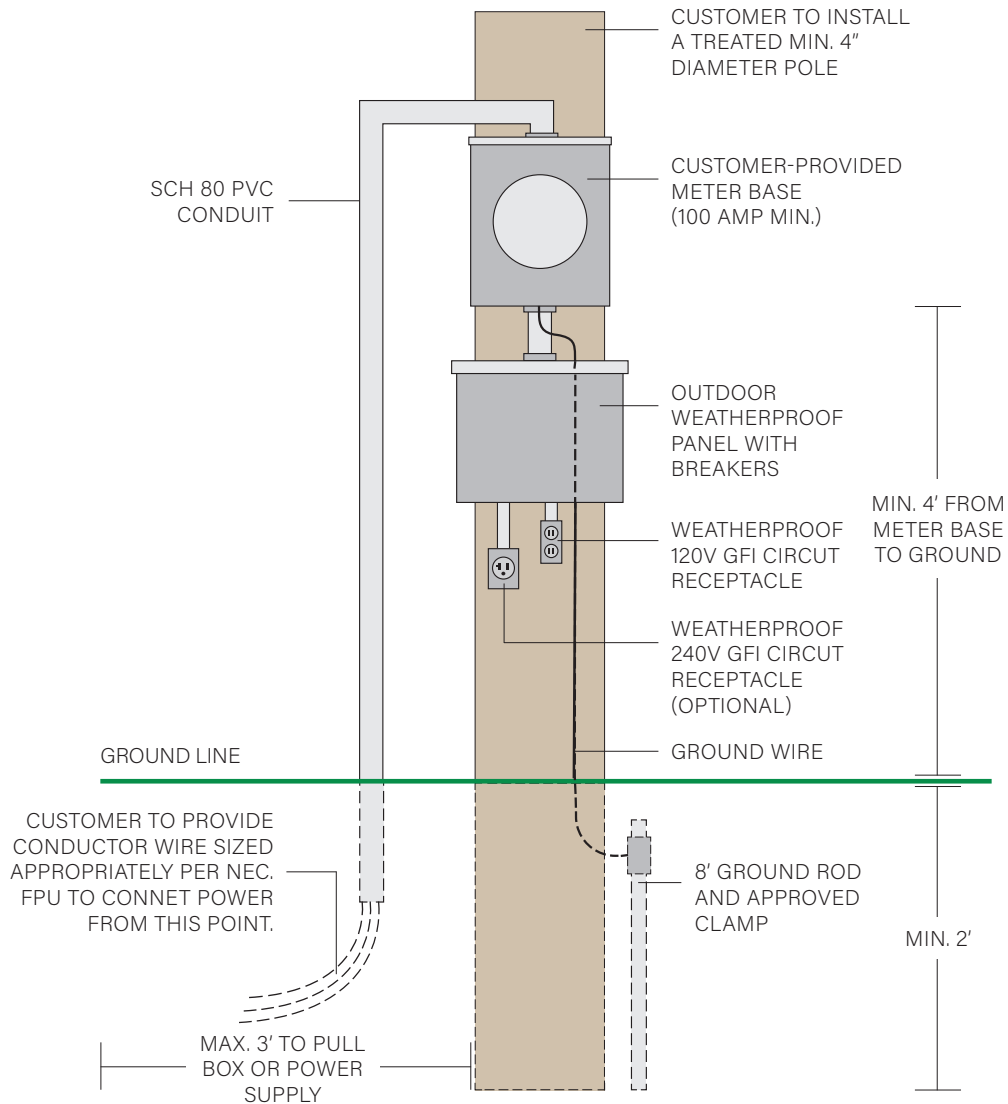 CUSTOMER TO INSTALL
A TREATED MIN. 4"
DIAMETER POLE
SCH 80 PVC
CONDUIT
CUSTOMER-PROVIDED
METER BASE
(100 AMP MIN.)
OUTDOOR
WEATHERPROOF
PANEL WITH
BREAKERS
MIN. 4' FROM
METER BASE
TO GROUND
WEATHERPROOF
120V GFI CIRCUT
RECEPTACLE
WEATHERPROOF
240V GFI CIRCUT
RECEPTACLE
(OPTIONAL)
GROUND LINE
GROUND WIRE
CUSTOMER TO PROVIDE
CONDUCTOR WIRE SIZED
APPROPRIATELY PER NEC.
FPU TO CONNET POWER
FROM THIS POINT.
8' GROUND ROD
AND APPROVED
CLAMP
MIN. 2'
MAX. 3' TO PULL
BOX OR POWER
SUPPLY